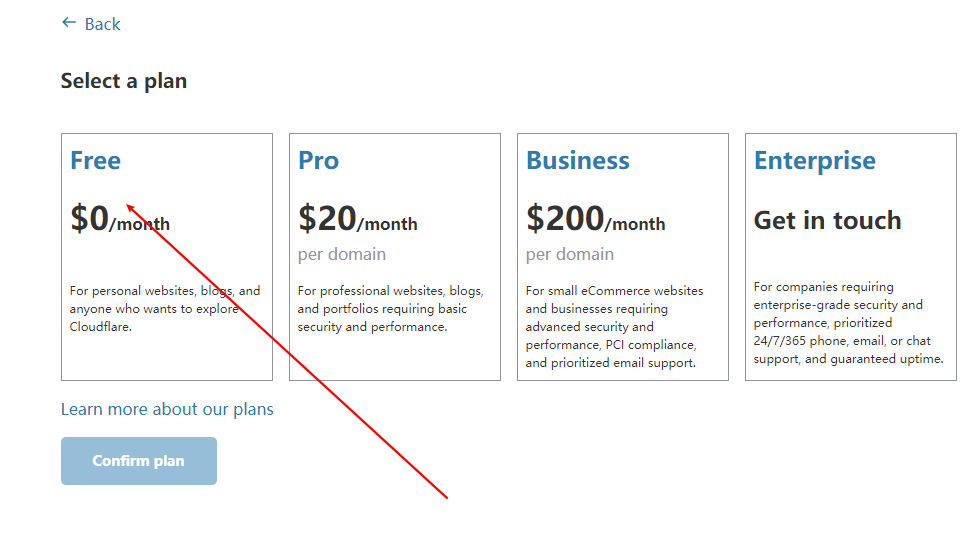 ← Back
Select a plan
Free
$0/month
For personal websites, blogs, and
anyone who wants to explore
Cloudflare.
Pro
$20/month
per domain
For professional websites, blogs,
and portfolios requiring basic
security and performance.
Business
$200/month
per domain
For small eCommerce websites
and businesses requiring
advanced security and
performance, PCI compliance,
and prioritized email support.
Enterprise
Get in touch
For companies requiring
enterprise-grade security and
performance, prioritized
24/7/365 phone, email, or chat
support, and guaranteed uptime.
Learn more about our plans
Confirm plan